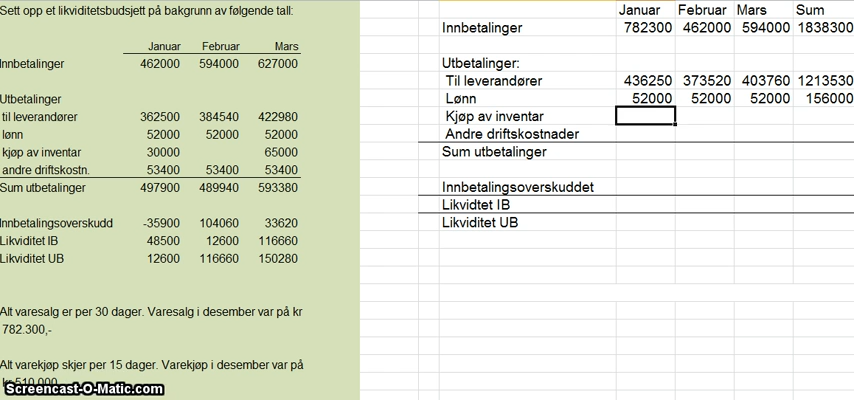 Sett opp et likviditetsbudsjett på bakgrunn av følgende tall:
Januar Februar Mars
Innbetalinger 462000 594000 627000
Utbetalinger
til leverandører 362500 384540 422980
lønn 52000 52000 52000
kjøp av inventar 30000 65000
andre driftskostn. 53400 53400 53400
Sum utbetalinger 497900 489940 593380
Innbetalingsoverskudd -35900 104060 33620
Likviditet IB 48500 12600 116660
Likviditet UB 12600 116660 150280
Alt varesalg er per 30 dager. Varesalg i desember var på kr
782.300,-
Alt varekjøp skjer per 15 dager. Varekjøp i desember var på
kr 510.000
Screencast-O-Matic.com
Januar Februar Mars Sum
Innbetalinger 782300 462000 594000 1838300
Utbetalinger:
Til leverandører 436250 373520 403760 1213530
Lønn 52000 52000 52000 156000
Kjøp av inventar
Andre driftskostnader
Sum utbetalinger
Innbetalingsoverskuddet
Likvidtet IB
Likviditet UB